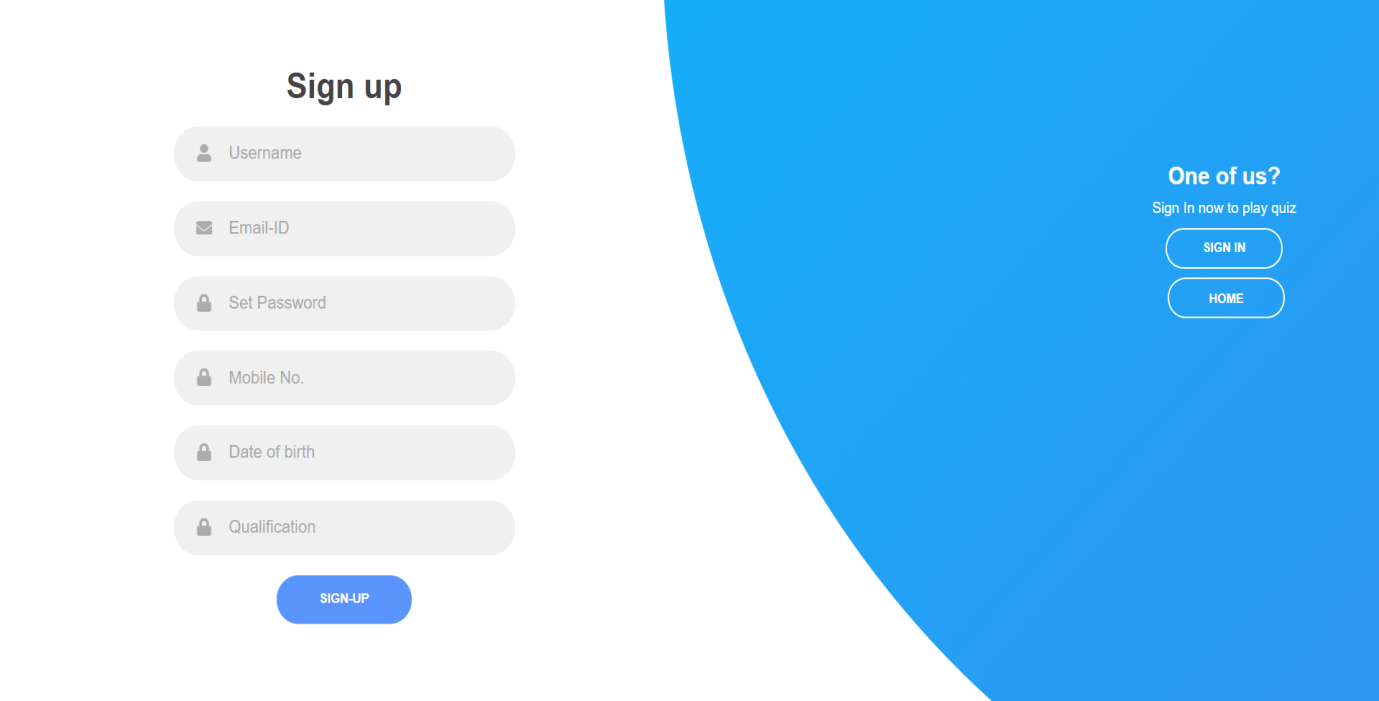 Sign up
Username
Email-ID
Set Password
Mobile No.
Date of birth
Qualification
SIGN-UP
One of us?
Sign In now to play quiz
SIGN IN
HOME